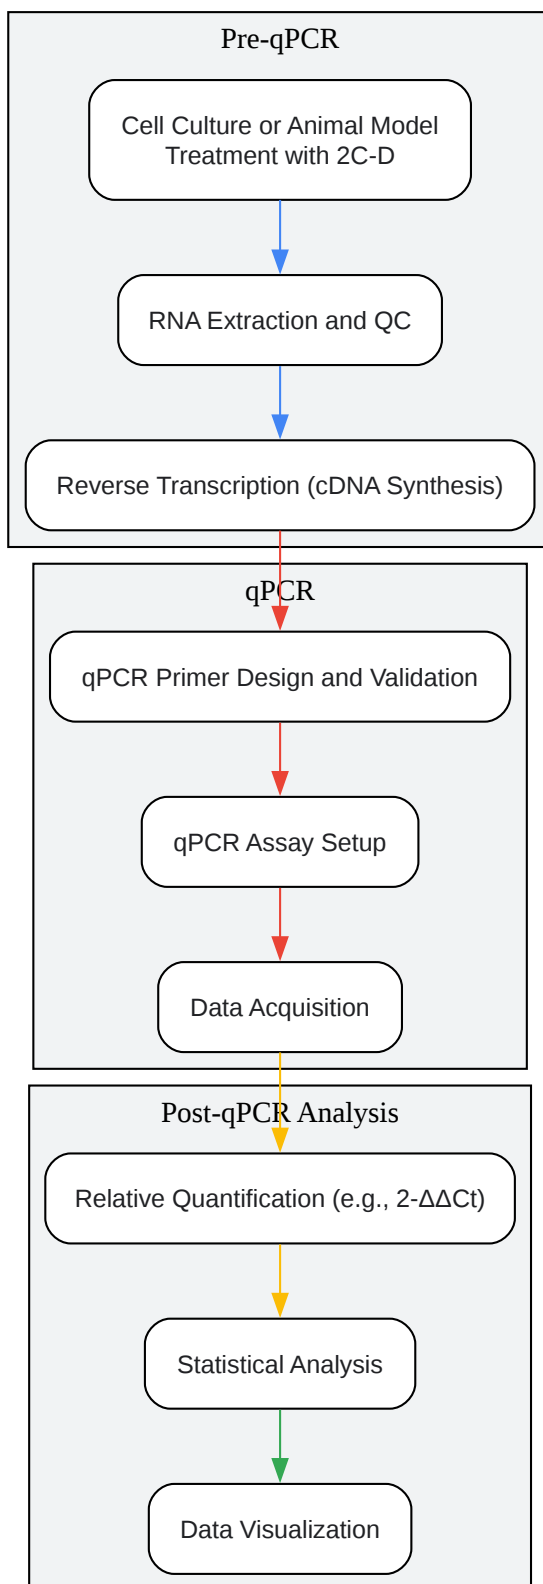 Pre-qPCR
Cell Culture or Animal Model
Treatment with 2C-D
RNA Extraction and QC
Reverse Transcription (cDNA Synthesis)
qPCR
qPCR Primer Design and Validation
qPCR Assay Setup
Data Acquisition
Post-qPCR Analysis
Relative Quantification (e.g., 2-ΔΔCt)
Statistical Analysis
Data Visualization